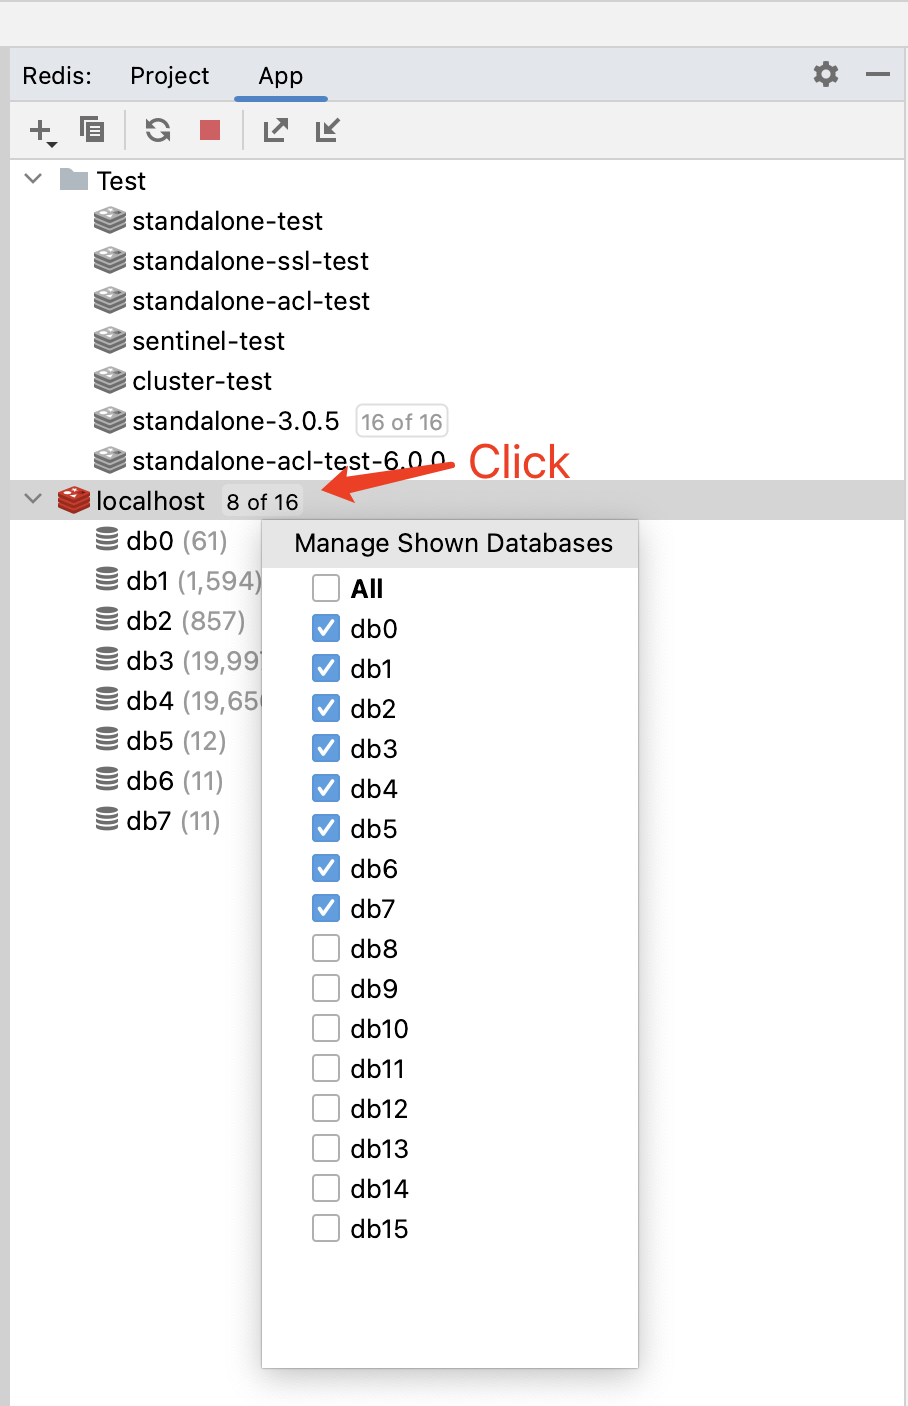 Redis: Project App
Test
standalone-test
standalone-ssl-test
standalone-acl-test
sentinel-test
cluster-test
standalone-3.0.5 16 of 16
standalone-acl-test-6.0.0
Click
localhost 8 of 16
db0 (61)
db1 (1,594)
db2 (857)
db3 (19,99
db4 (19,65
db5 (12)
db6 (11)
db7 (11)
Manage Shown Databases
All
db0
db1
db2
db3
db4
db5
db6
db7
db8
db9
db10
db11
db12
db13
db14
db15